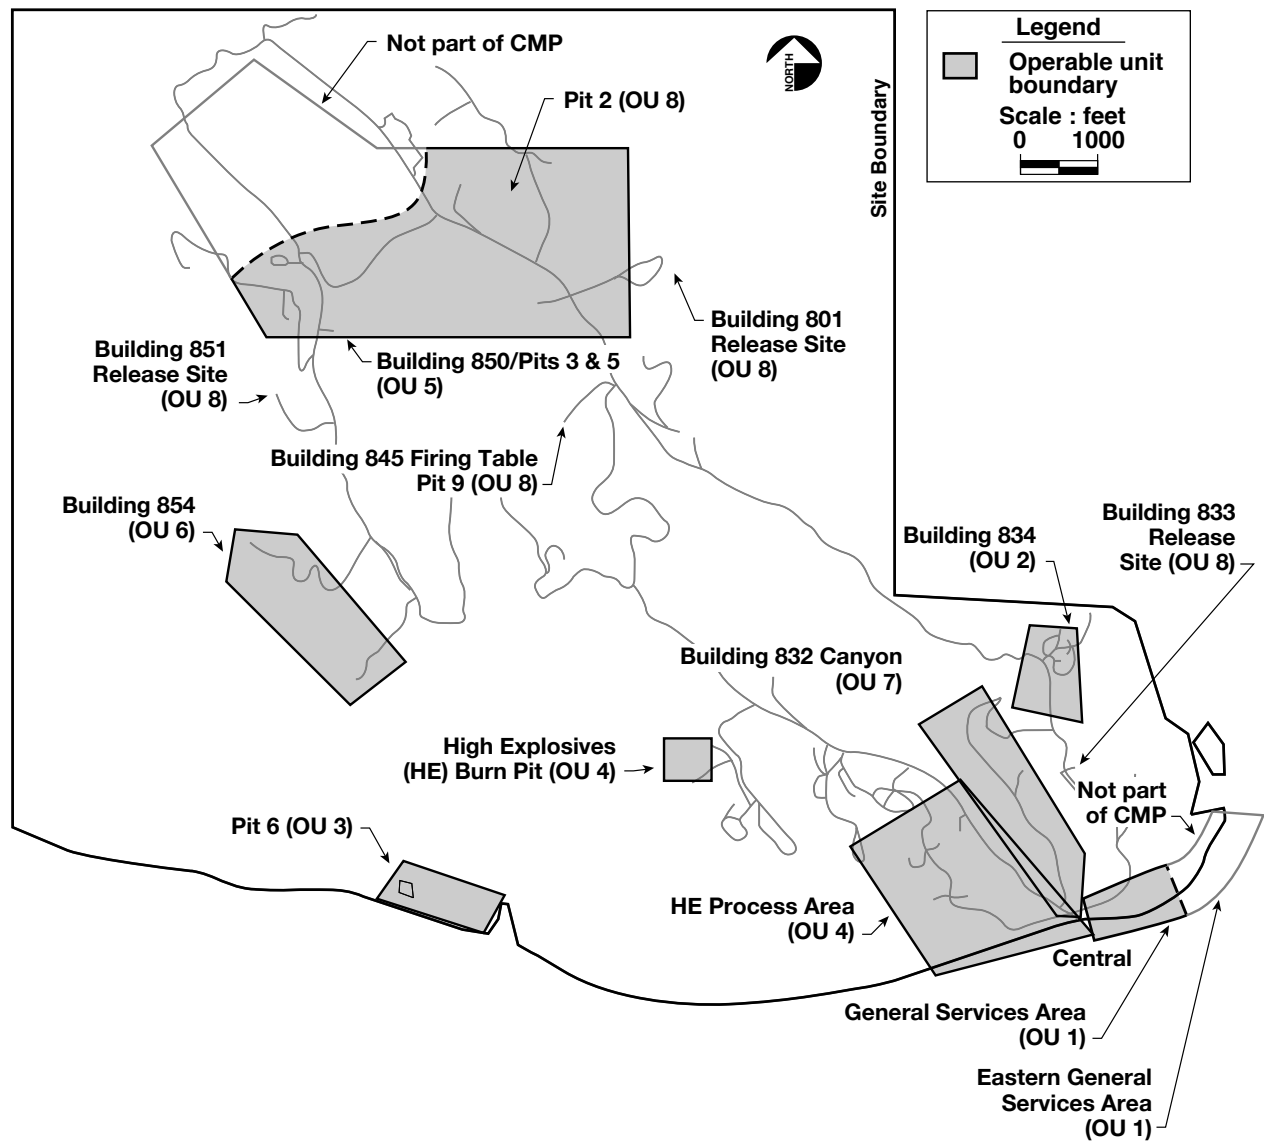 Not part of CMP
Pit 2 (OU 8)
NORTH
Site Boundary
Legend
Operable unit
boundary
Scale : feet
0 1000
Building 801
Release Site
(OU 8)
Building 851
Release Site
(OU 8)
Building 850/Pits 3 & 5
(OU 5)
Building 845 Firing Table
Pit 9 (OU 8)
Building 854
(OU 6)
Building 834
(OU 2)
Building 833
Release
Site (OU 8)
Building 832 Canyon
(OU 7)
High Explosives
(HE) Burn Pit (OU 4)
Not part
of CMP
Pit 6 (OU 3)
HE Process Area
(OU 4)
Central
General Services Area
(OU 1)
Eastern General
Services Area
(OU 1)